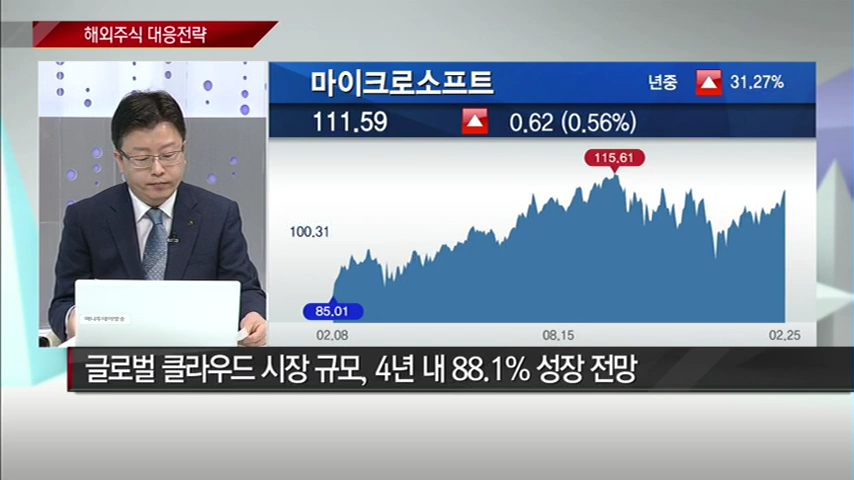 해외주식 대응전략
마이크로소프트
년중 31.27%
111.59
0.62 (0.56%)
115.61
100.31
85.01
02.08
08.15
02.25
글로벌 클라우드 시장 규모, 4년 내 88.1% 성장 전망